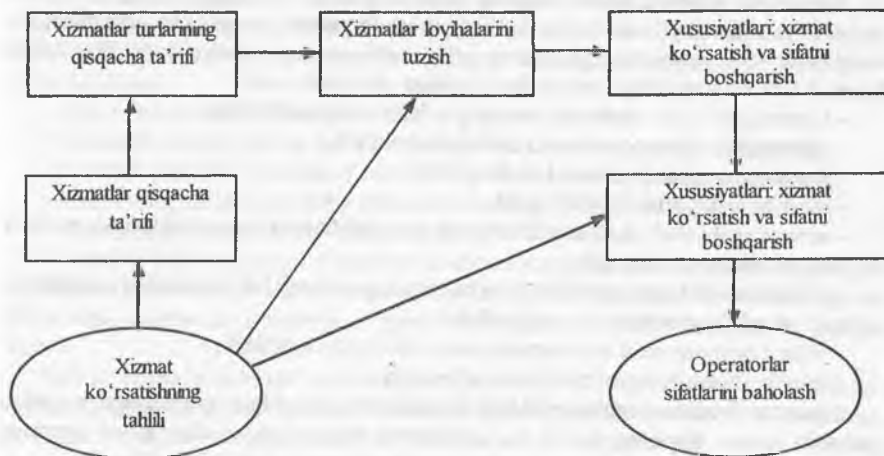 Xizmatlar turlarining
qisqacha ta'rifi
Xizmatlar loyihalarini
tuzish
Xususiyatlari: xizmat
ko'rsatish va sifatni
boshqarish
Xizmatlar qisqacha
ta'rifi
Xususiyatlari: xizmat
ko'rsatish va sifatni
boshqarish
Xizmat
ko'rsatishning
tahlili
Operatorlar
sifatlarini baholash